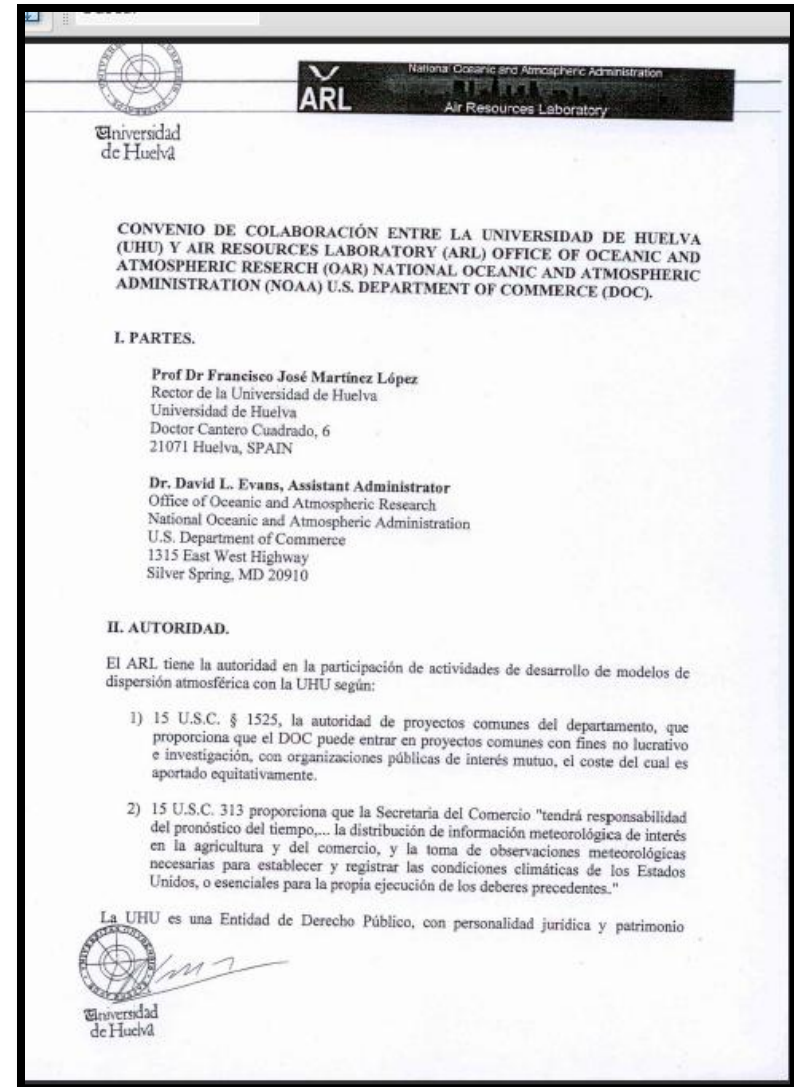 Universidad
de Huelva
ARL
National Oceanic and Atmospheric Administration
Air Resources Laboratory
CONVENIO DE COLABORACIÓN ENTRE LA UNIVERSIDAD DE HUELVA
(UHU) Y AIR RESOURCES LABORATORY (ARL) OFFICE OF OCEANIC AND
ATMOSPHERIC RESERCH (OAR) NATIONAL OCEANIC AND ATMOSPHERIC
ADMINISTRATION (NOAA) U.S. DEPARTMENT OF COMMERCE (DOC).
I. PARTES.
Prof Dr Francisco José Martínez López
Rector de la Universidad de Huelva
Universidad de Huelva
Doctor Cantero Cuadrado, 6
21071 Huelva, SPAIN
Dr. David L. Evans, Assistant Administrator
Office of Oceanic and Atmospheric Research
National Oceanic and Atmospheric Administration
U.S. Department of Commerce
1315 East West Highway
Silver Spring, MD 20910
II. AUTORIDAD.
El ARL tiene la autoridad en la participación de actividades de desarrollo de modelos de
dispersión atmosférica con la UHU según:
1) 15 U.S.C. § 1525, la autoridad de proyectos comunes del departamento, que
proporciona que el DOC puede entrar en proyectos comunes con fines no lucrativo
e investigación, con organizaciones públicas de interés mutuo, el coste del cual es
aportado equitativamente.
2) 15 U.S.C. 313 proporciona que la Secretaria del Comercio "tendrá responsabilidad
del pronóstico del tiempo,... la distribución de información meteorológica de interés
en la agricultura y del comercio, y la toma de observaciones meteorológicas
necesarias para establecer y registrar las condiciones climáticas de los Estados
Unidos, o esenciales para la propia ejecución de los deberes precedentes."
La UHU es una Entidad de Derecho Público, con personalidad jurídica y patrimonio
Universidad
de Huelva